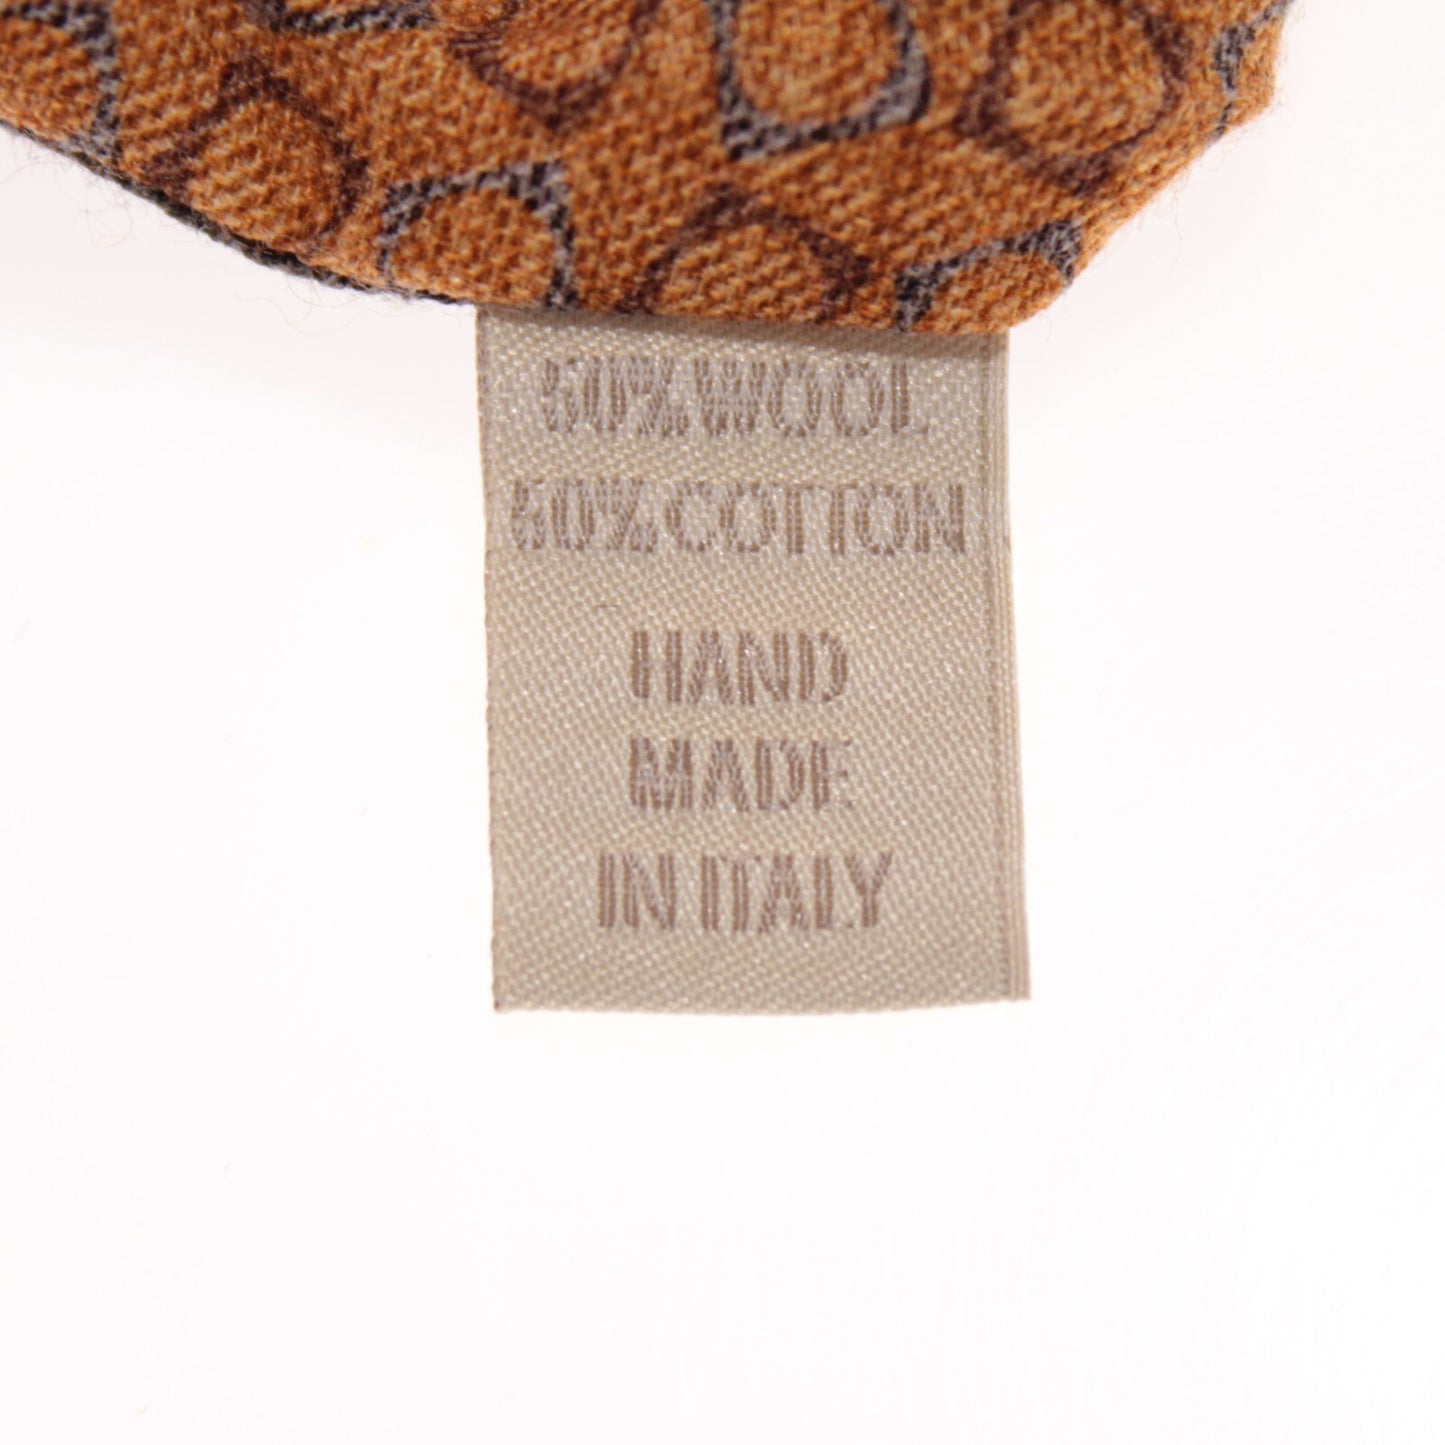 50% WOOL
50% COTTON
HAND
MADE
IN ITALY